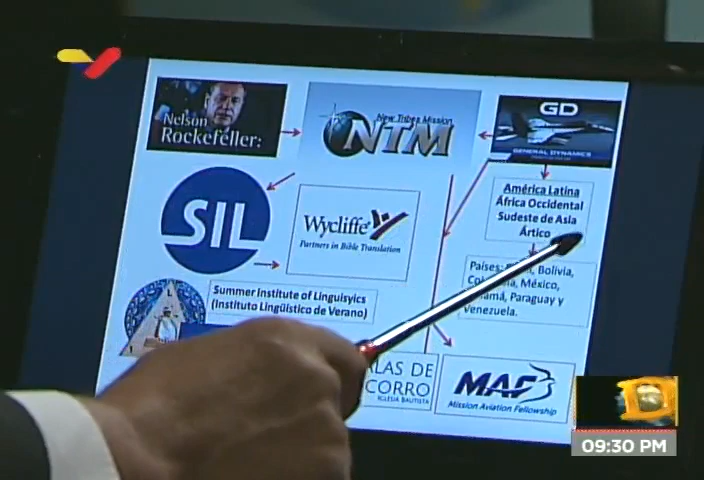 Nelson
Rockefeller:
New Tribes Mission
NTM
GD
GENERAL DYNAMICS
América Latina
África Occidental
Sudeste de Asia
Ártico
SIL
Wycliffe
Partners in Bible Translation
Países: Bolivia,
México,
Paraguay y
Venezuela.
Summer Institute of Linguisyics
(Instituto Lingüístico de Verano)
ALAS DE
CORRO
IGLESIA BAUTISTA
MAF
Mission Aviation Fellowship
09:30 PM